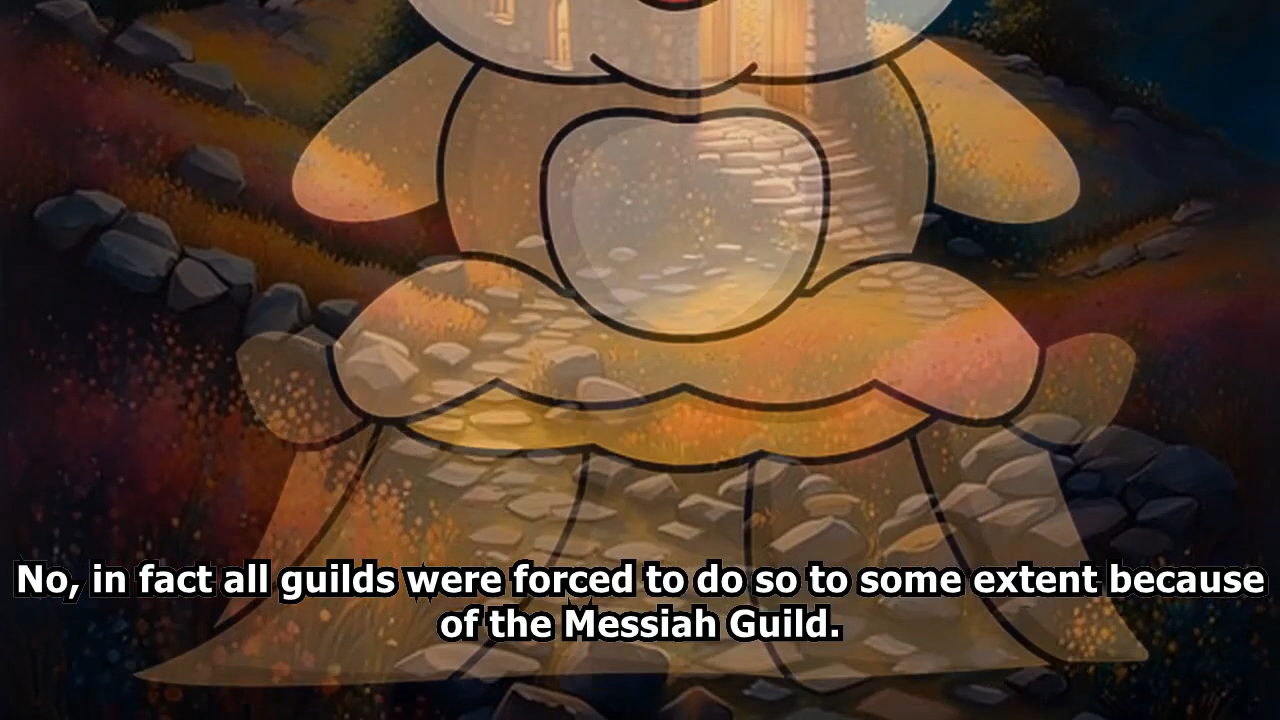 No, in fact all guilds were forced to do so to some extent because
of the Messiah Guild.